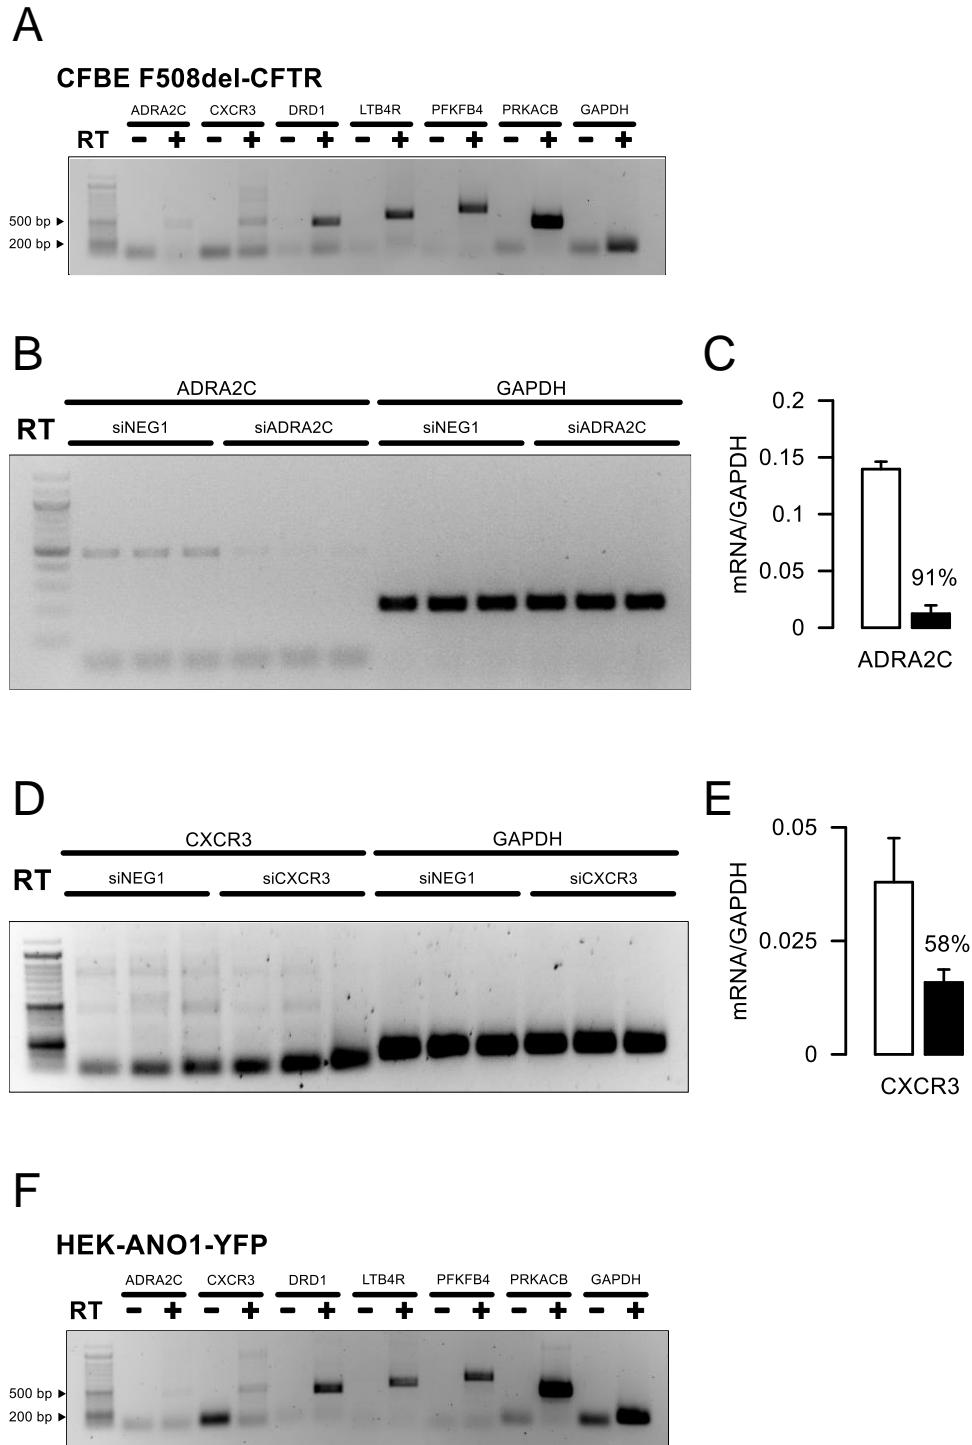 A
CFBE F508del-CFTR
ADRA2C CXCR3 DRD1 LTB4R PFKFB4 PRKACB GAPDH
RT - + - + - + - + - + - + - +
500 bp
200 bp
B
ADRA2C GAPDH
RT siNEG1 siADRA2C siNEG1 siADRA2C
C
0.2
0.15
0.1
0.05
0
mRNA/GAPDH
91%
ADRA2C
D
CXCR3 GAPDH
RT siNEG1 siCXCR3 siNEG1 siCXCR3
E
0.05
0.025
0
mRNA/GAPDH
58%
CXCR3
F
HEK-ANO1-YFP
ADRA2C CXCR3 DRD1 LTB4R PFKFB4 PRKACB GAPDH
RT - + - + - + - + - + - + - +
500 bp
200 bp